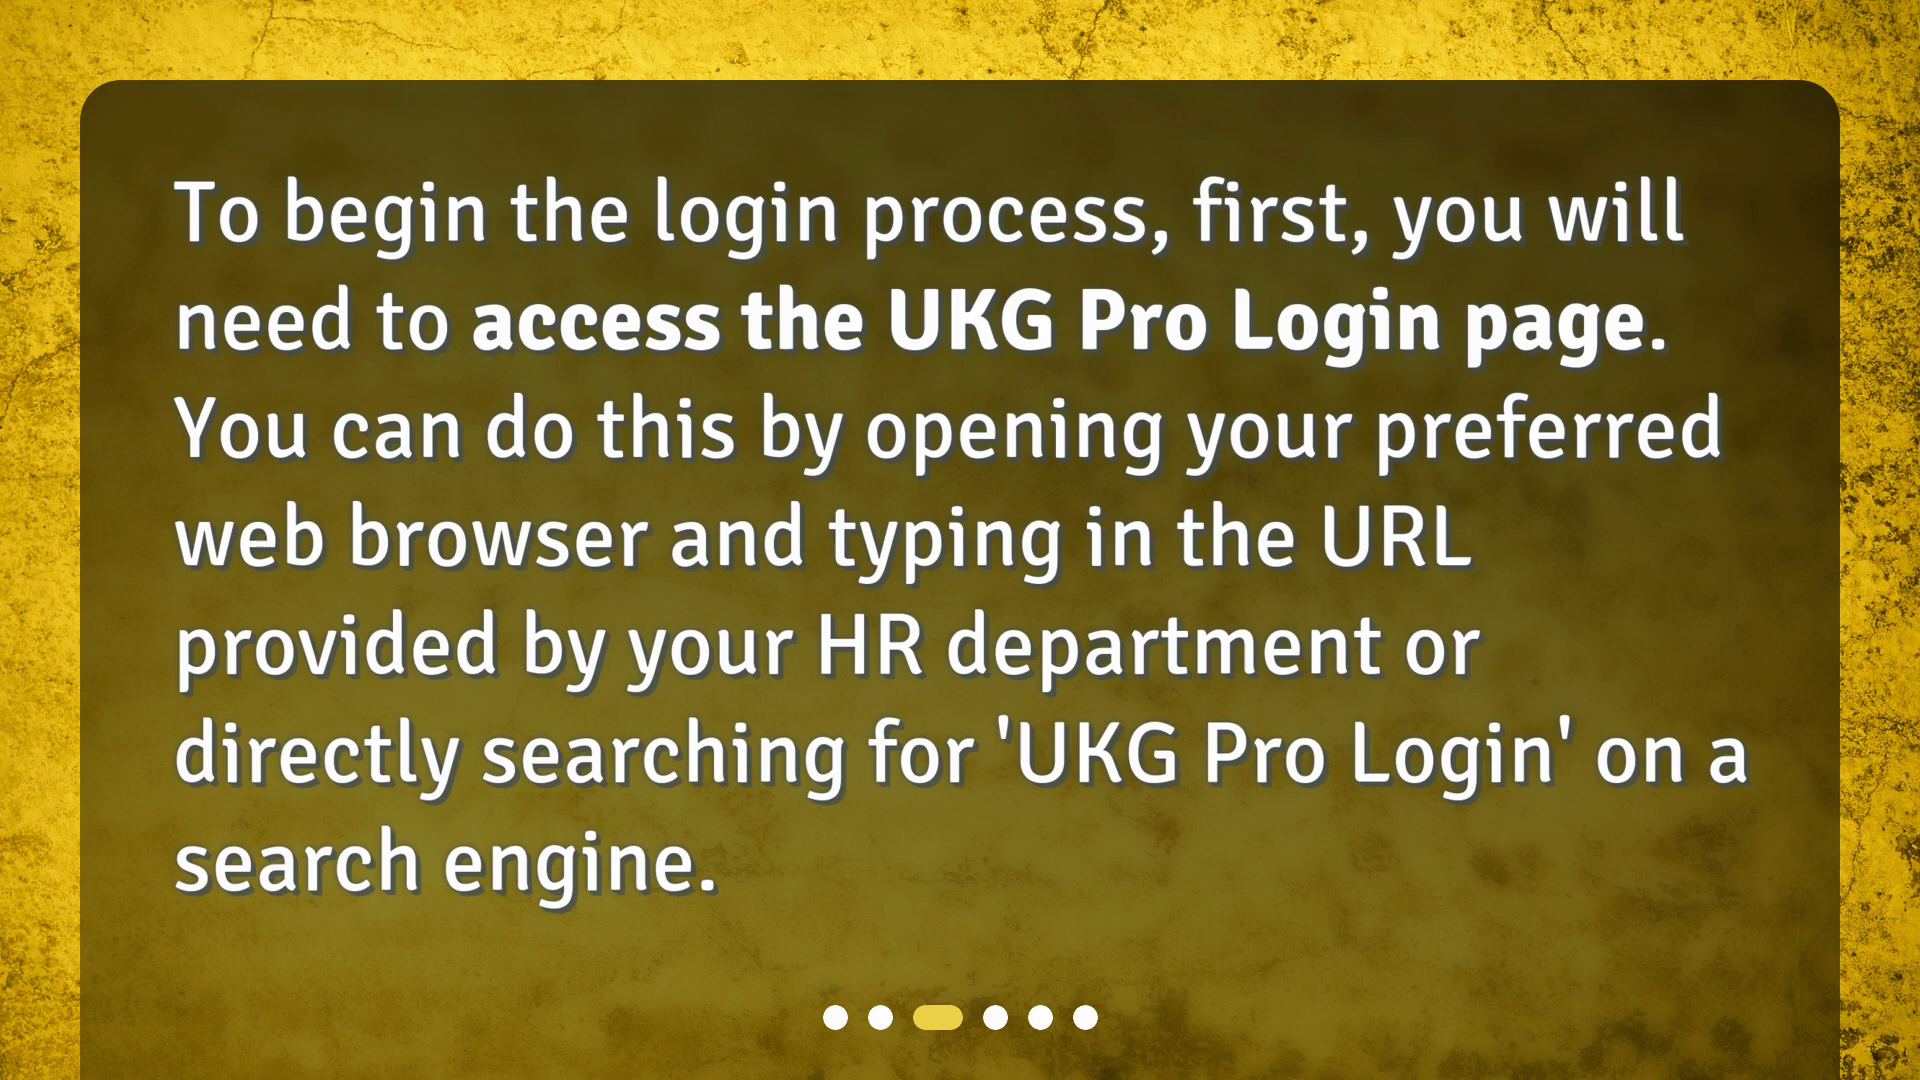 To begin the login process, first, you will
need to access the UKG Pro Login page.
You can do this by opening your preferred
web browser and typing in the URL
provided by your HR department or
directly searching for 'UKG Pro Login' on a
search engine.